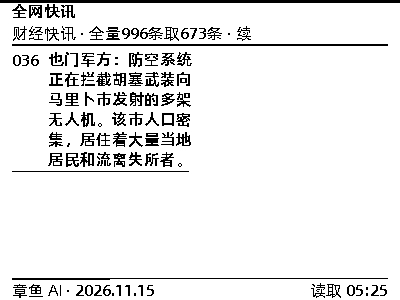 全网快讯
财经快讯 · 全量996条取673条 · 续
036 也门军方：防空系统
正在拦截胡塞武装向
马里卜市发射的多架
无人机。该市人口密
集，居住着大量当地
居民和流离失所者。
章鱼 AI · 2026.11.15 读取 05:25